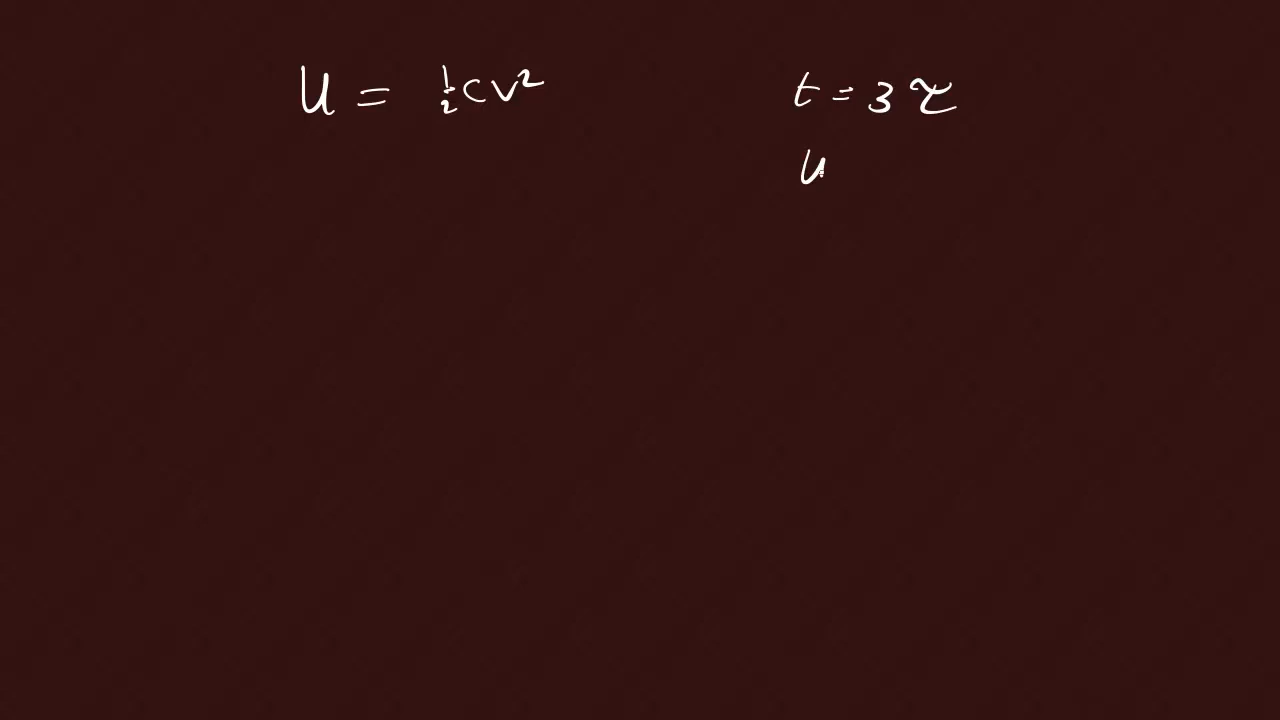 U = ½CV²
t = 3τ
U